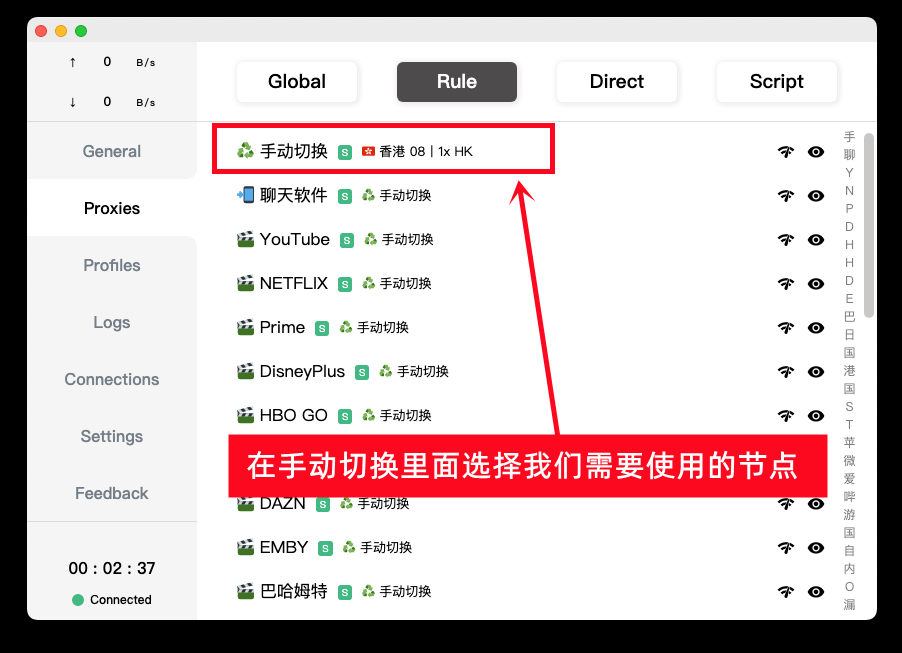 ↑ 0 B/s
↓ 0 B/s
General
Proxies
Profiles
Logs
Connections
Settings
Feedback
00 : 02 : 37
Connected
Global Rule Direct Script
手动切换 S 香港 08 | 1x HK
聊天软件 S 手动切换
YouTube S 手动切换
NETFLIX S 手动切换
Prime S 手动切换
DisneyPlus S 手动切换
HBO GO S 手动切换
在手动切换里面选择我们需要使用的节点
DAZN S 手动切换
EMBY S 手动切换
巴哈姆特 S 手动切换
手
聊
Y
N
P
D
H
H
D
E
巴
日
国
港
国
S
T
苹
微
爱
哔
游
国
自
内
O
漏